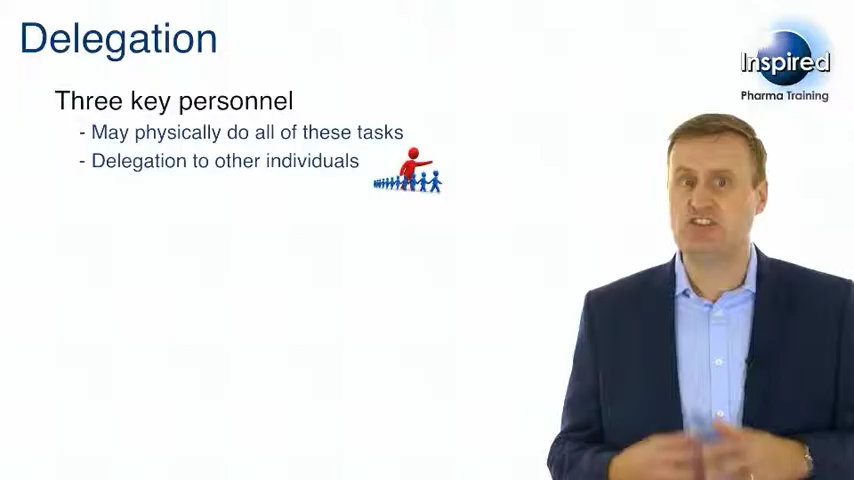 Delegation
Inspired
Pharma Training
Three key personnel
- May physically do all of these tasks
- Delegation to other individuals